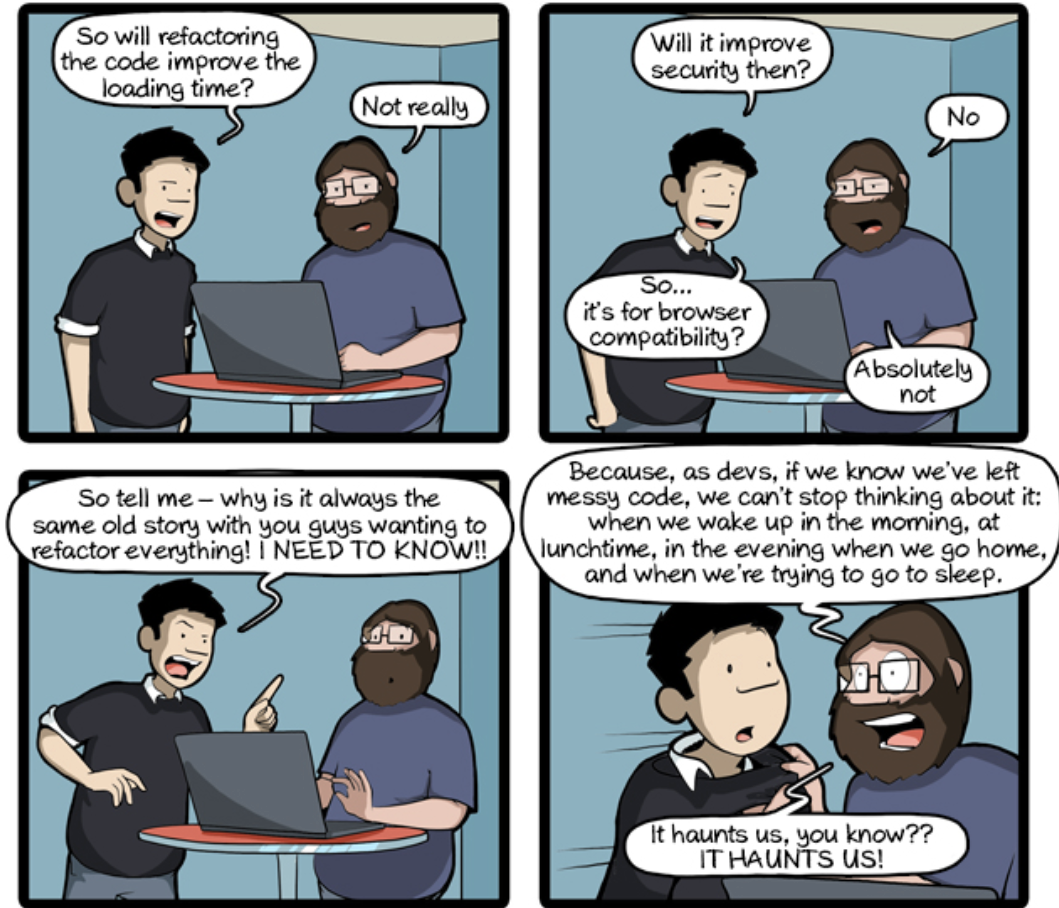 So will refactoring
the code improve the
loading time?
Not really
Will it improve
security then?
No
So...
it's for browser
compatibility?
Absolutely
not
So tell me – why is it always the
same old story with you guys wanting to
refactor everything! I NEED TO KNOW!!
Because, as devs, if we know we've left
messy code, we can't stop thinking about it:
when we wake up in the morning, at
lunchtime, in the evening when we go home,
and when we're trying to go to sleep.
It haunts us, you know??
IT HAUNTS US!